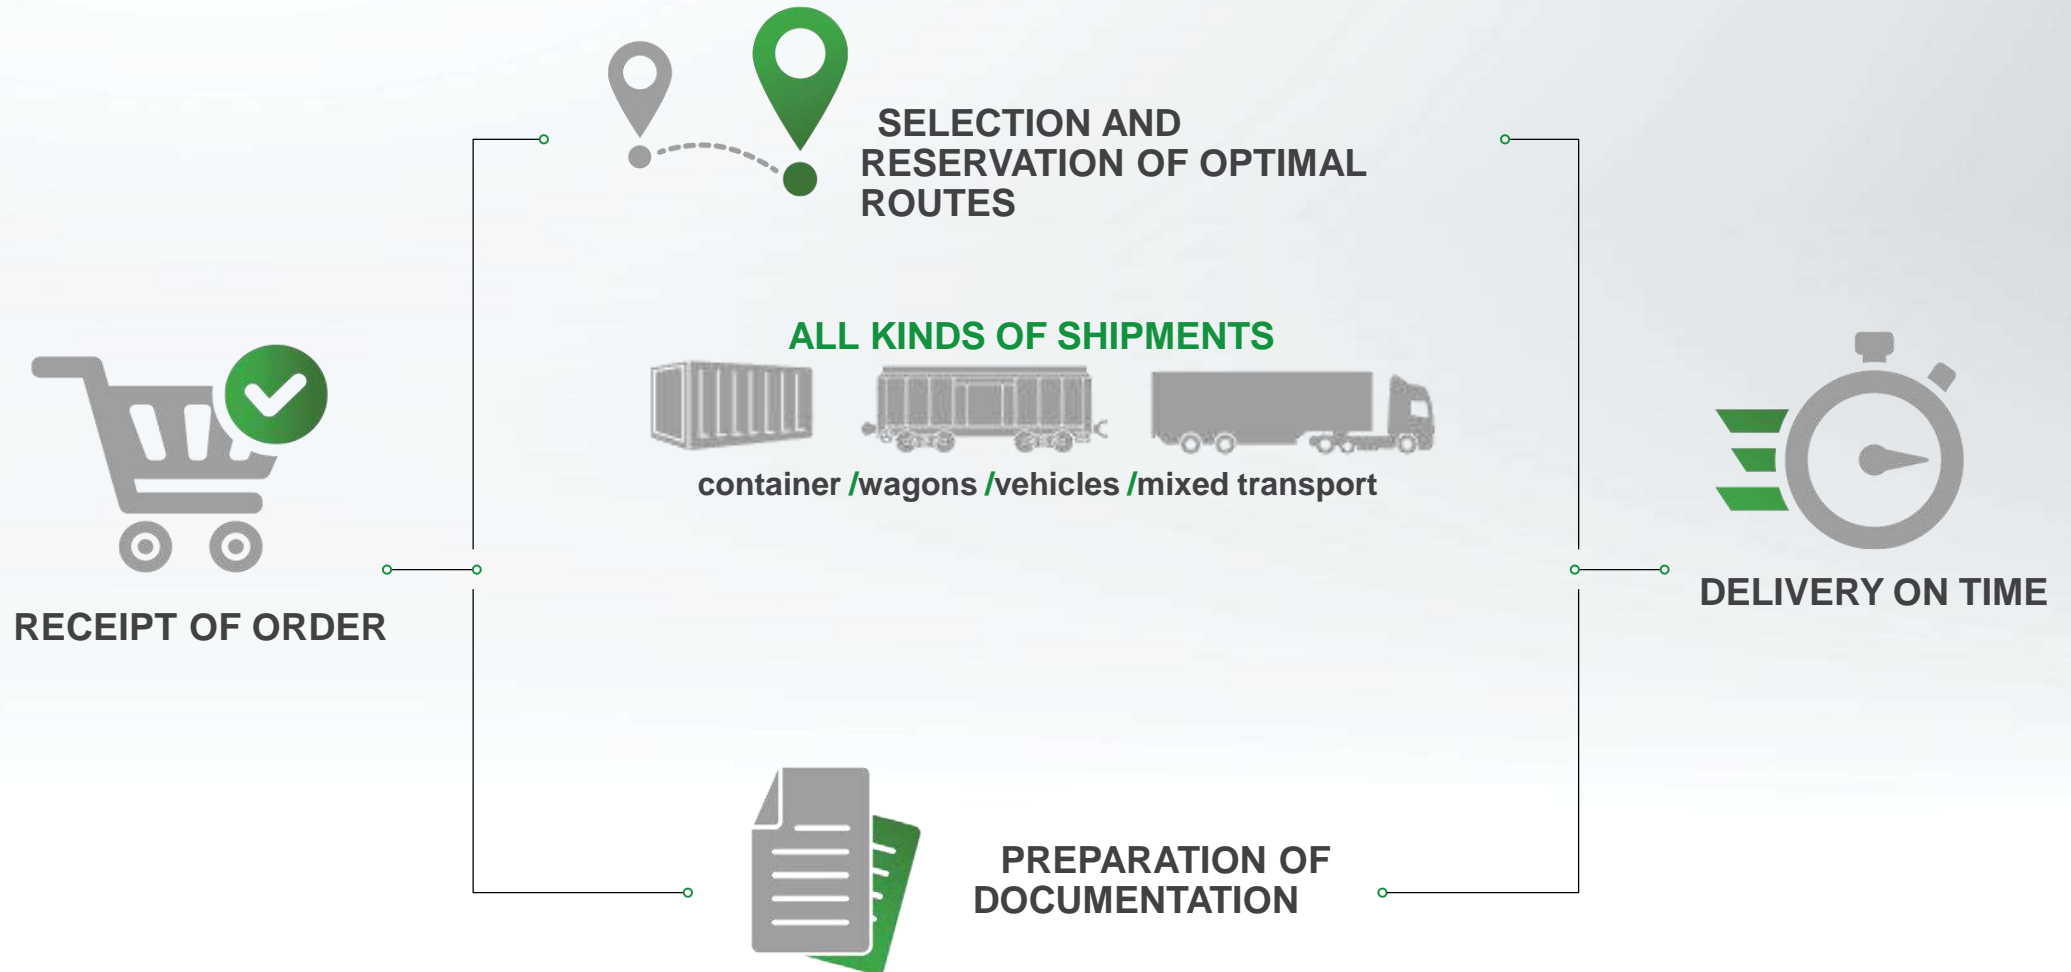 SELECTION AND
RESERVATION OF OPTIMAL
ROUTES
ALL KINDS OF SHIPMENTS
container /wagons /vehicles /mixed transport
RECEIPT OF ORDER
DELIVERY ON TIME
PREPARATION OF
DOCUMENTATION